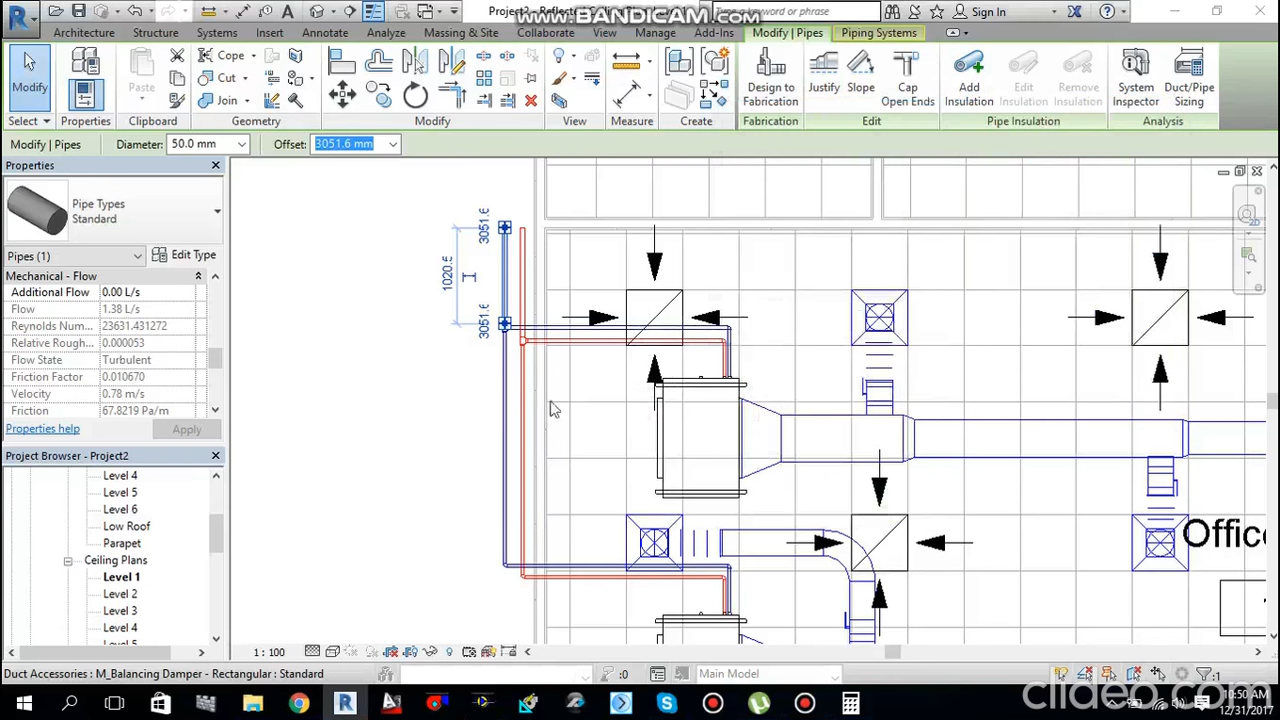 Project2 - Reflec
www.BANDICAM.com
Type a keyword or phrase
Sign In
Architecture Structure Systems Insert Annotate Analyze Massing & Site Collaborate View Manage Add-Ins Modify | Pipes Piping Systems
Modify
Paste
Cope
Cut
Join
Design to
Fabrication
Justify Slope
Cap
Open Ends
Add
Insulation
Edit
Insulation
Remove
Insulation
System
Inspector
Duct/Pipe
Sizing
Select Properties Clipboard Geometry Modify View Measure Create Fabrication Edit Pipe Insulation Analysis
Modify | Pipes Diameter: 50.0 mm Offset: 3051.6 mm
Properties
Pipe Types
Standard
Pipes (1)
Edit Type
Mechanical - Flow
Additional Flow 0.00 L/s
Flow 1.38 L/s
Reynolds Num... 23631.431272
Relative Rough... 0.000053
Flow State Turbulent
Friction Factor 0.010670
Velocity 0.78 m/s
Friction 67.8219 Pa/m
Properties help
Apply
Project Browser - Project2
Level 4
Level 5
Level 6
Low Roof
Parapet
Ceiling Plans
Level 1
Level 2
Level 3
Level 4
3051.6
1020.5
3051.6
Offic
2D
1 : 100
Duct Accessories : M_Balancing Damper - Rectangular : Standard
:0
Main Model
:1
clideo.com
10:50 AM
12/31/2017